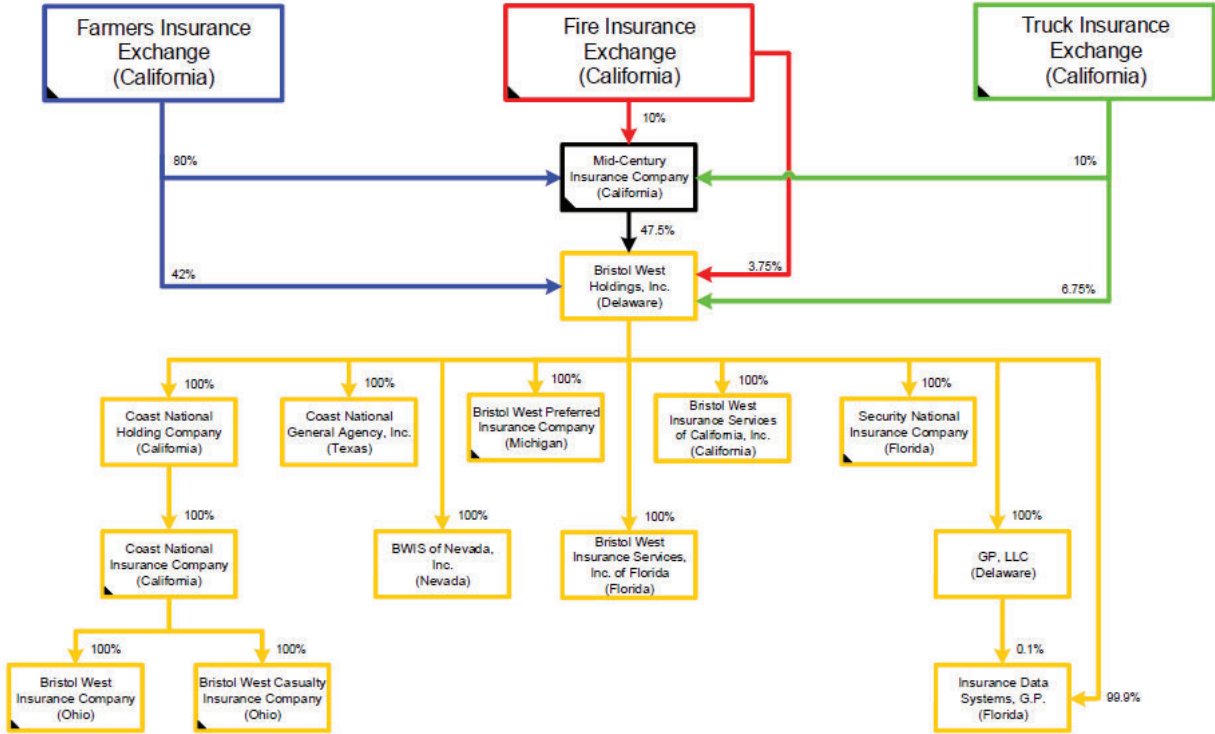 Farmers Insurance
Exchange
(California)
Fire Insurance
Exchange
(California)
Truck Insurance
Exchange
(California)
10%
80%
Mid-Century
Insurance Company
(California)
10%
47.5%
42%
Bristol West
Holdings, Inc.
(Delaware)
3.75%
6.75%
100%
100%
100%
100%
100%
Coast National
Holding Company
(California)
Coast National
General Agency, Inc.
(Texas)
Bristol West Preferred
Insurance Company
(Michigan)
Bristol West
Insurance Services
of California, Inc.
(California)
Security National
Insurance Company
(Florida)
100%
100%
100%
100%
Coast National
Insurance Company
(California)
BWIS of Nevada,
Inc.
(Nevada)
Bristol West
Insurance Services,
Inc. of Florida
(Florida)
GP, LLC
(Delaware)
100%
100%
0.1%
Bristol West
Insurance Company
(Ohio)
Bristol West Casualty
Insurance Company
(Ohio)
Insurance Data
Systems, G.P.
(Florida)
99.9%